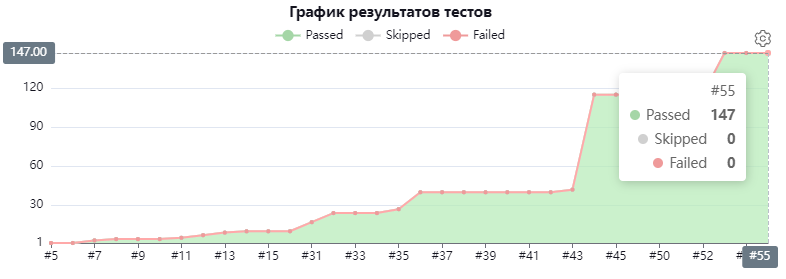 График результатов тестов
Passed Skipped Failed
147.00
120
90
60
30
1
#55
Passed 147
Skipped 0
Failed 0
#5 #7 #9 #11 #13 #15 #31 #33 #35 #37 #39 #41 #43 #45 #50 #52 #55